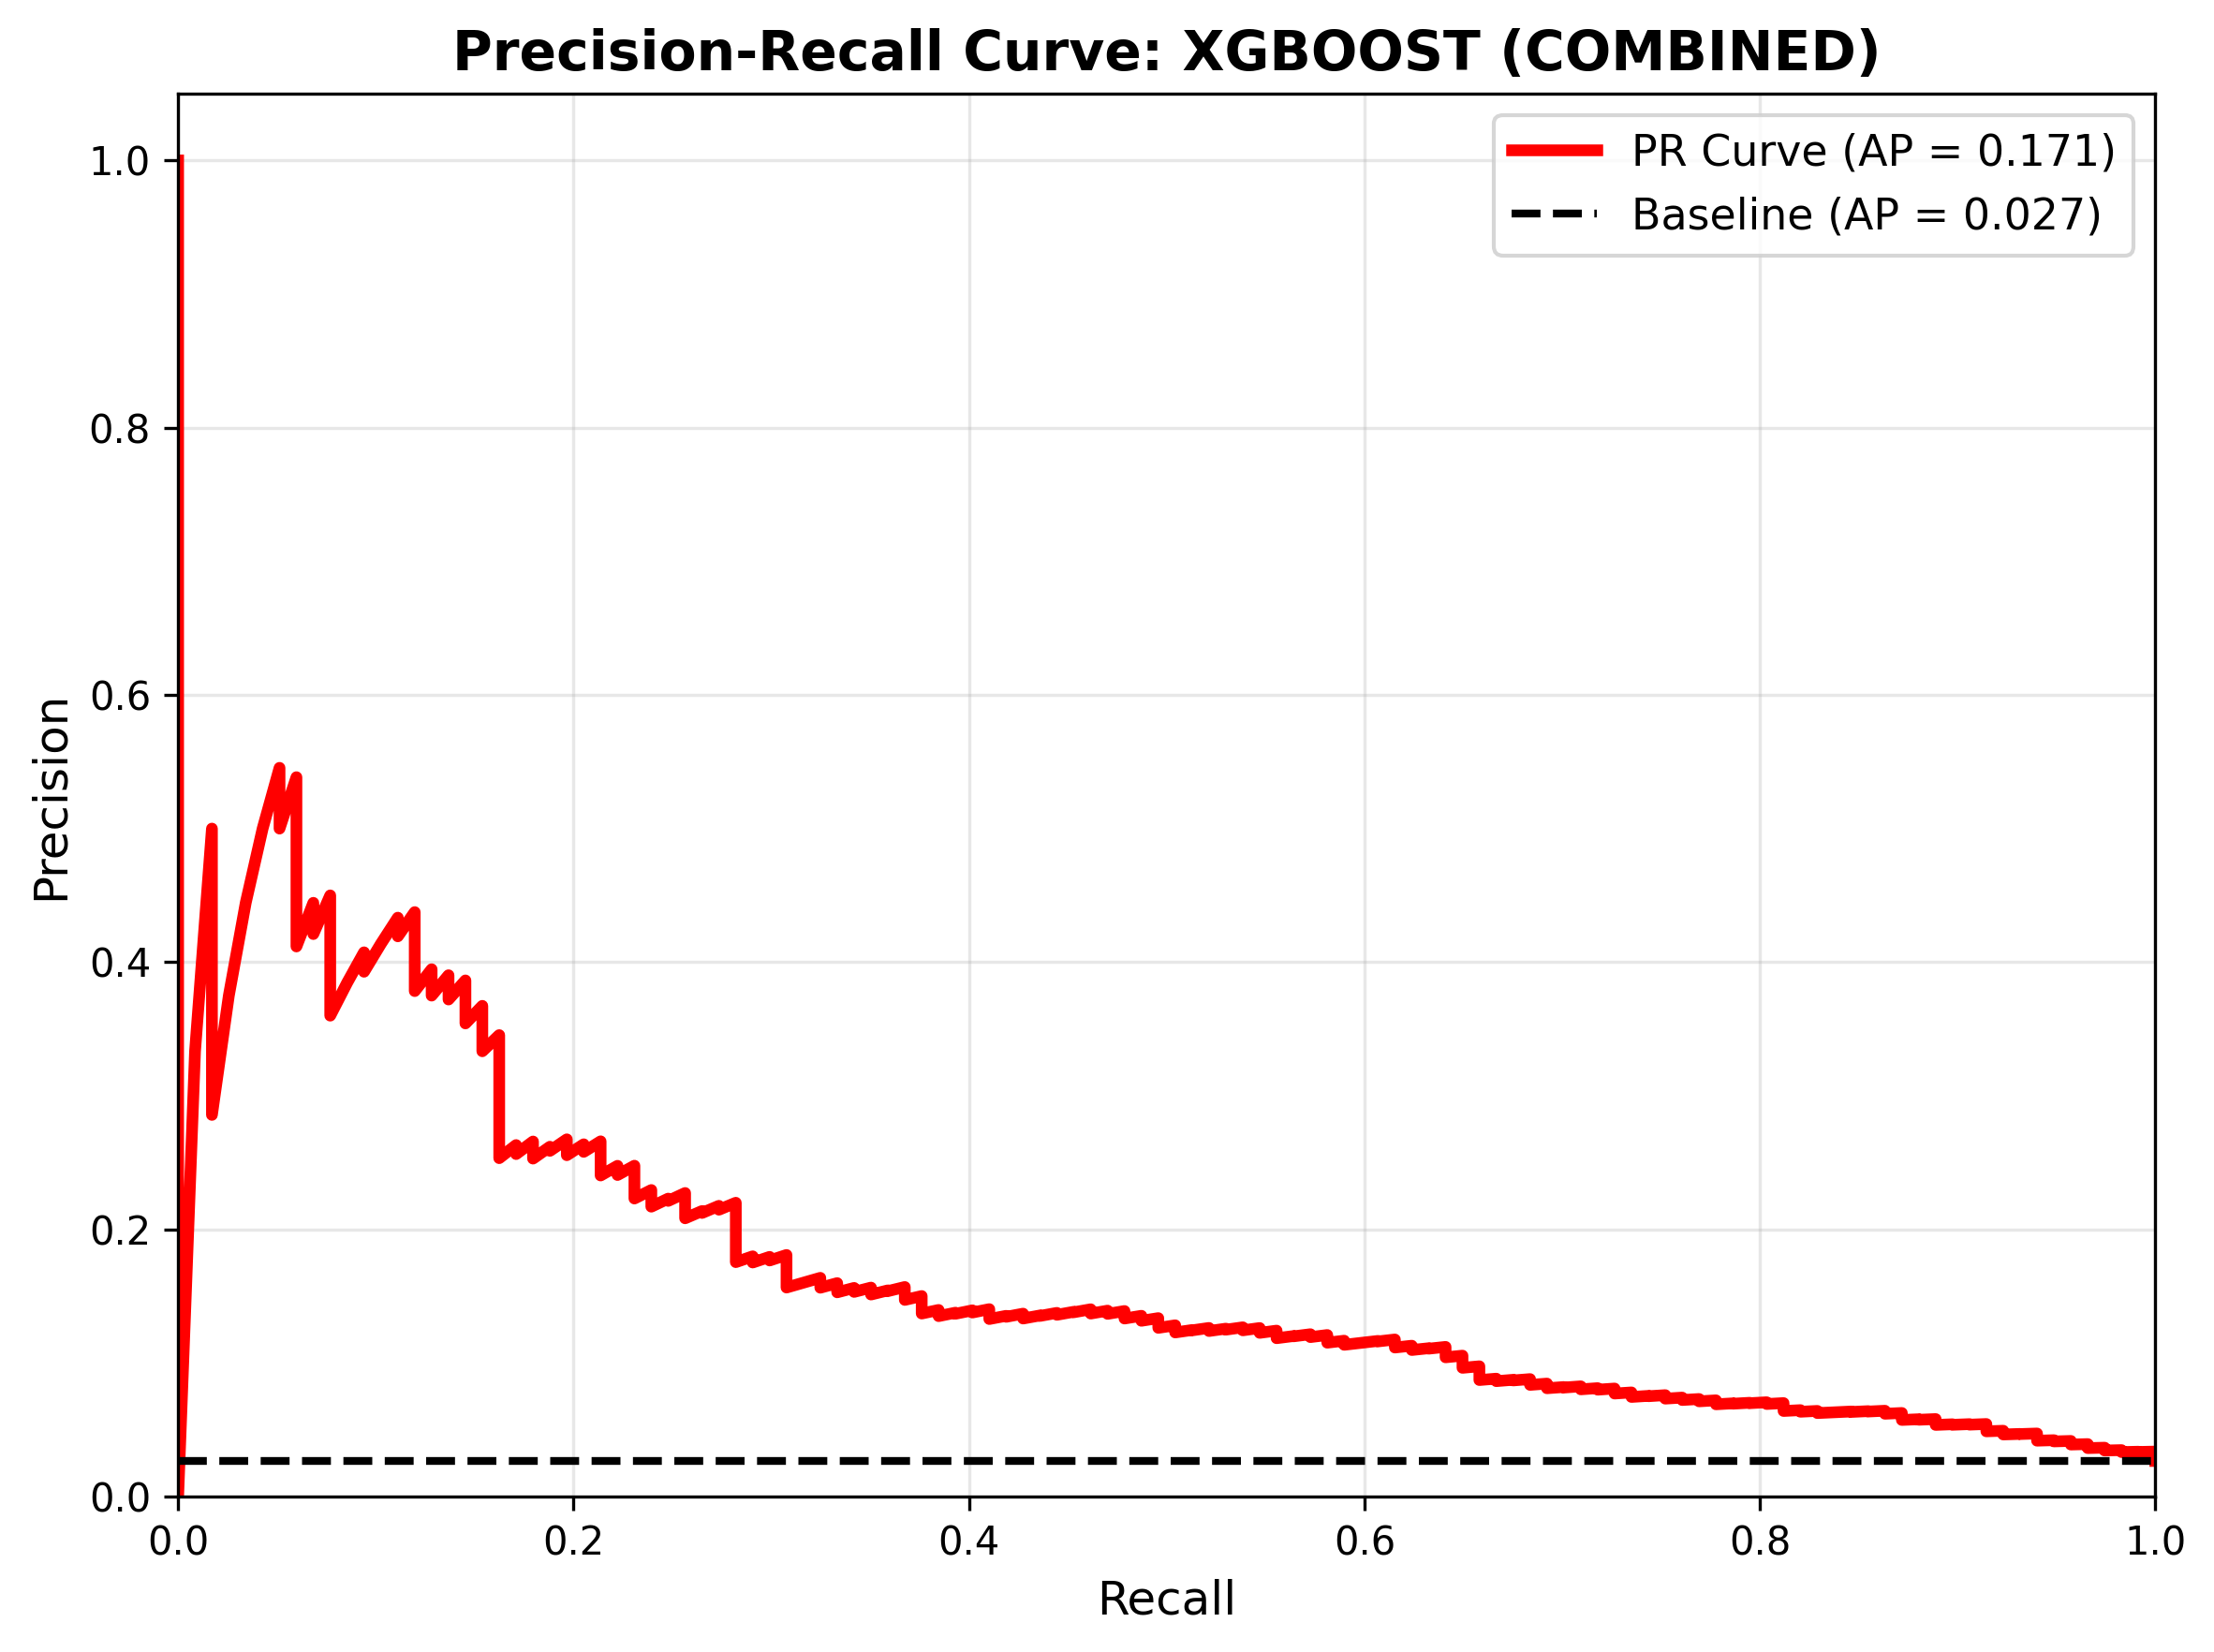 Precision-Recall Curve: XGBOOST (COMBINED)
PR Curve (AP = 0.171)
Baseline (AP = 0.027)
Precision
1.0
0.8
0.6
0.4
0.2
0.0
0.0 0.2 0.4 0.6 0.8 1.0
Recall